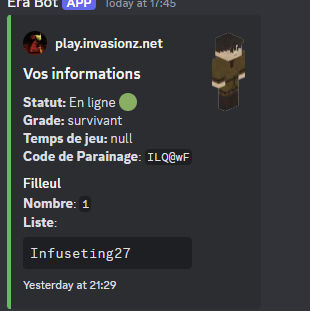 Era Bot APP Today at 17:45
play.invasionz.net
Vos informations
Statut: En ligne
Grade: survivant
Temps de jeu: null
Code de Parainage: ILQ@wF
Filleul
Nombre: 1
Liste:
Infuseting27
Yesterday at 21:29